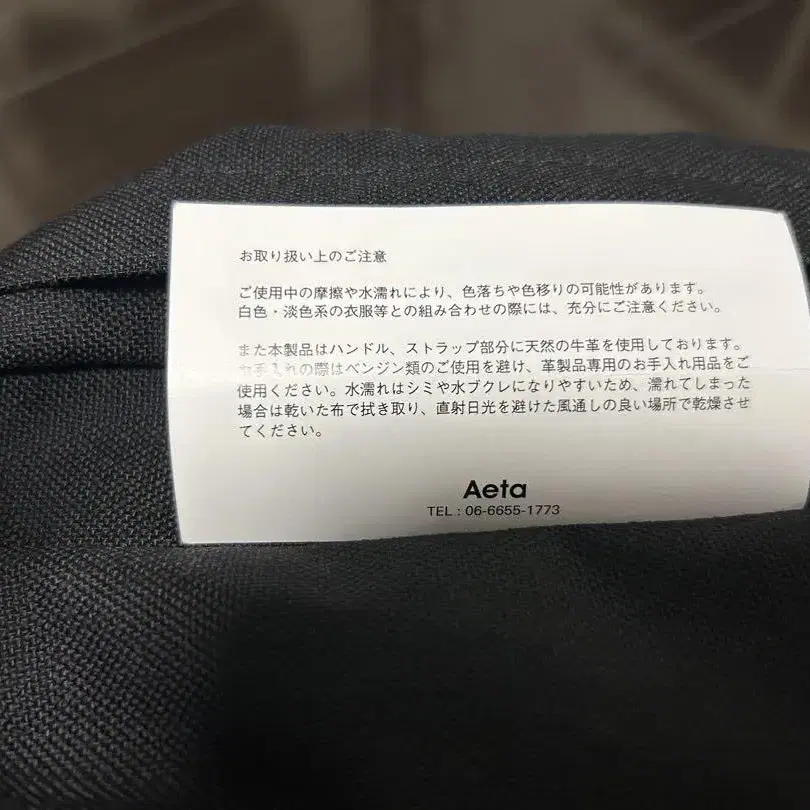 お取り扱い上のご注意
ご使用中の摩擦や水濡れにより、色落ちや色移りの可能性があります。
白色・淡色系の衣服等との組み合わせの際には、充分にご注意ください。
また本製品はハンドル、ストラップ部分に天然の牛革を使用しております。
お手入れの際はベンジン類のご使用を避け、革製品専用のお手入れ用品をご
使用ください。水濡れはシミや水ブクレになりやすいため、濡れてしまった
場合は乾いた布で拭き取り、直射日光を避けた風通しの良い場所で乾燥させ
てください。
Aeta
TEL : 06-6655-1773